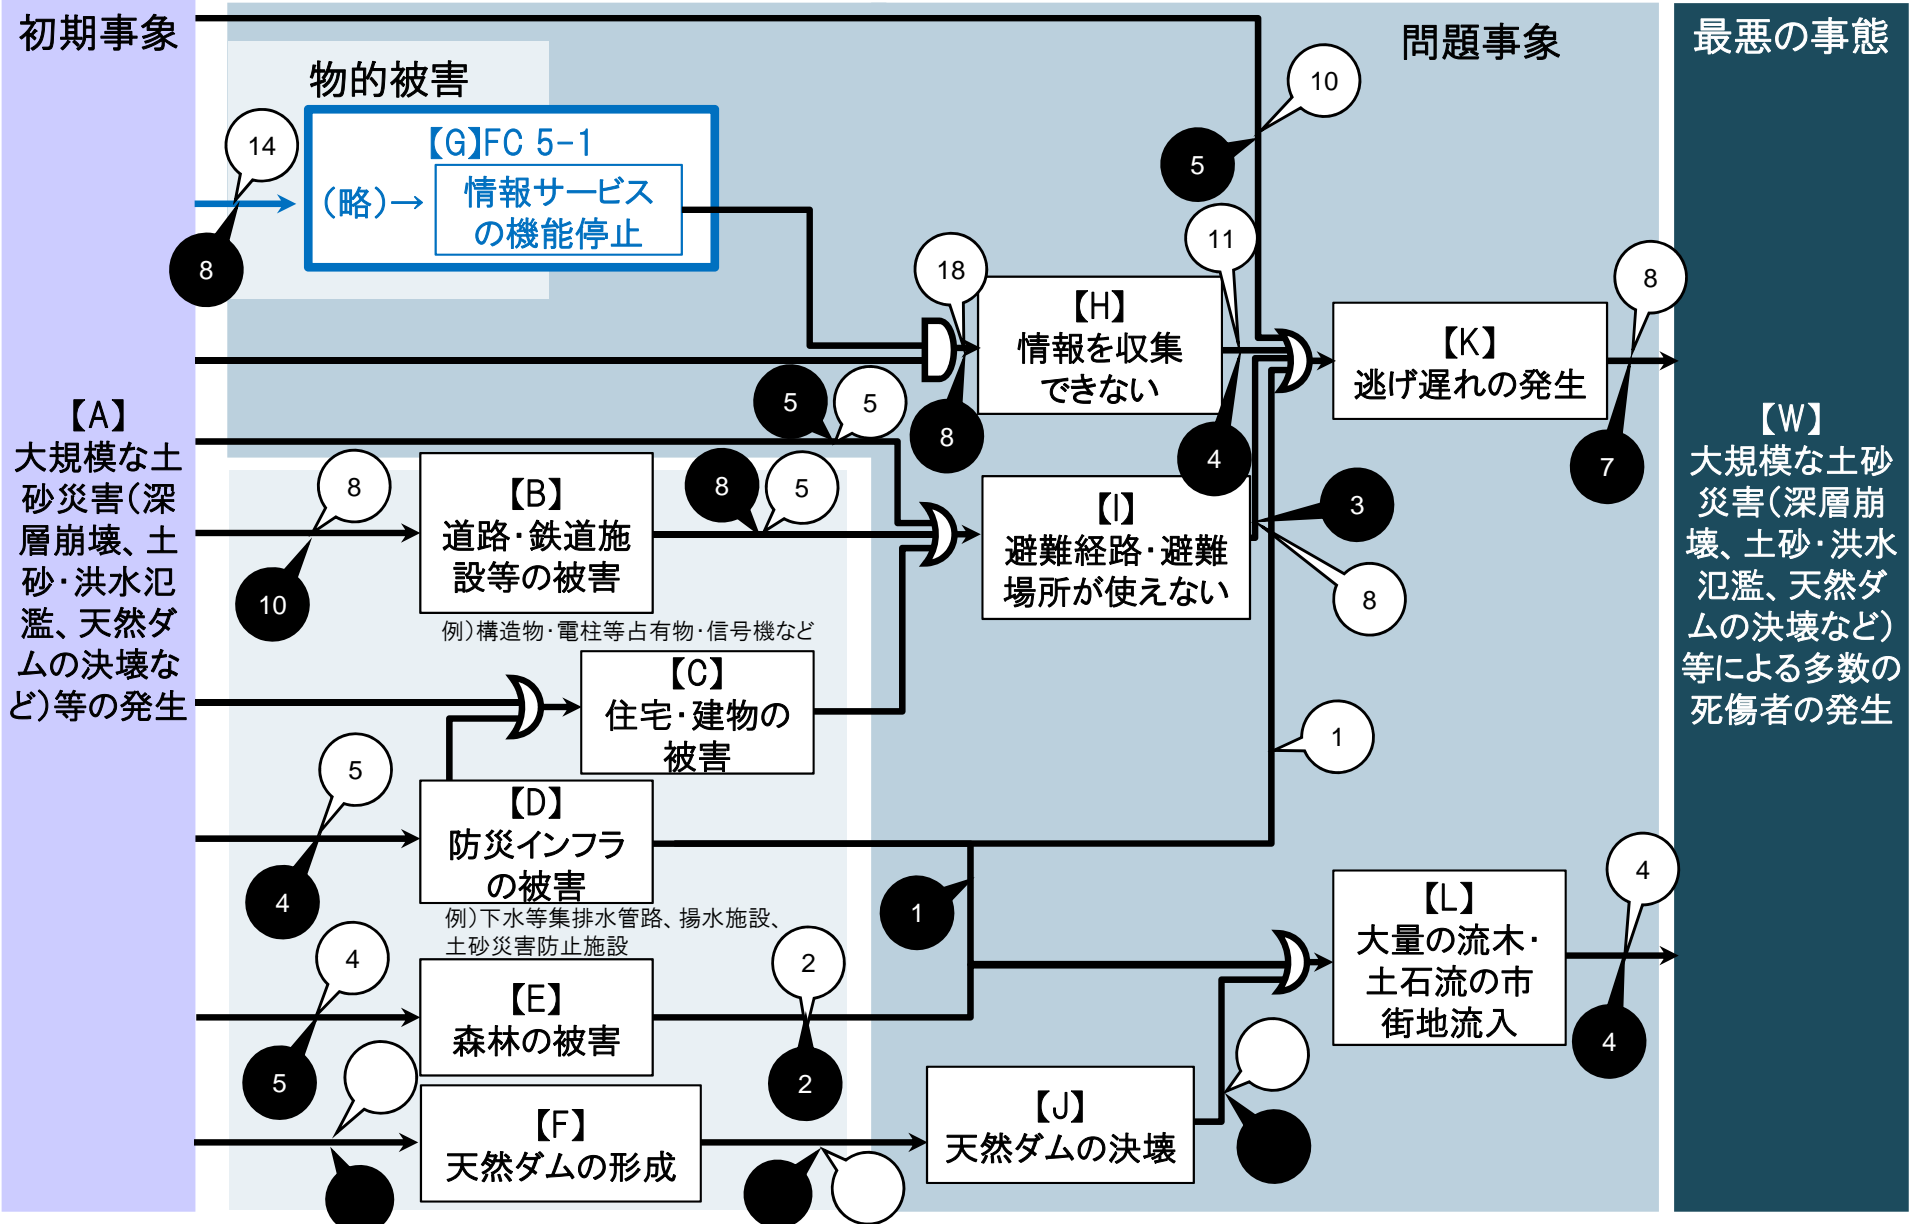 初期事象
物的被害
問題事象
最悪の事態
10
14
5
【G】FC 5-1
(略)→
情報サービス
の機能停止
8
11
18
8
【H】
情報を収集
できない
【K】
逃げ遅れの発生
5
5
8
4
7
【A】
大規模な土
砂災害(深
層崩壊、土
砂・洪水氾
濫、天然ダ
ムの決壊な
ど)等の発生
【W】
大規模な土砂
災害(深層崩
壊、土砂・洪水
氾濫、天然ダ
ムの決壊など)
等による多数の
死傷者の発生
8
10
【B】
道路・鉄道施
設等の被害
例)構造物・電柱等占有物・信号機など
8
5
【I】
避難経路・避難
場所が使えない
3
8
【C】
住宅・建物の
被害
1
5
4
【D】
防災インフラ
の被害
例)下水等集排水管路、揚水施設、
土砂災害防止施設
1
4
5
【E】
森林の被害
2
2
【L】
大量の流木・
土石流の市
街地流入
4
4
【F】
天然ダムの形成
【J】
天然ダムの決壊